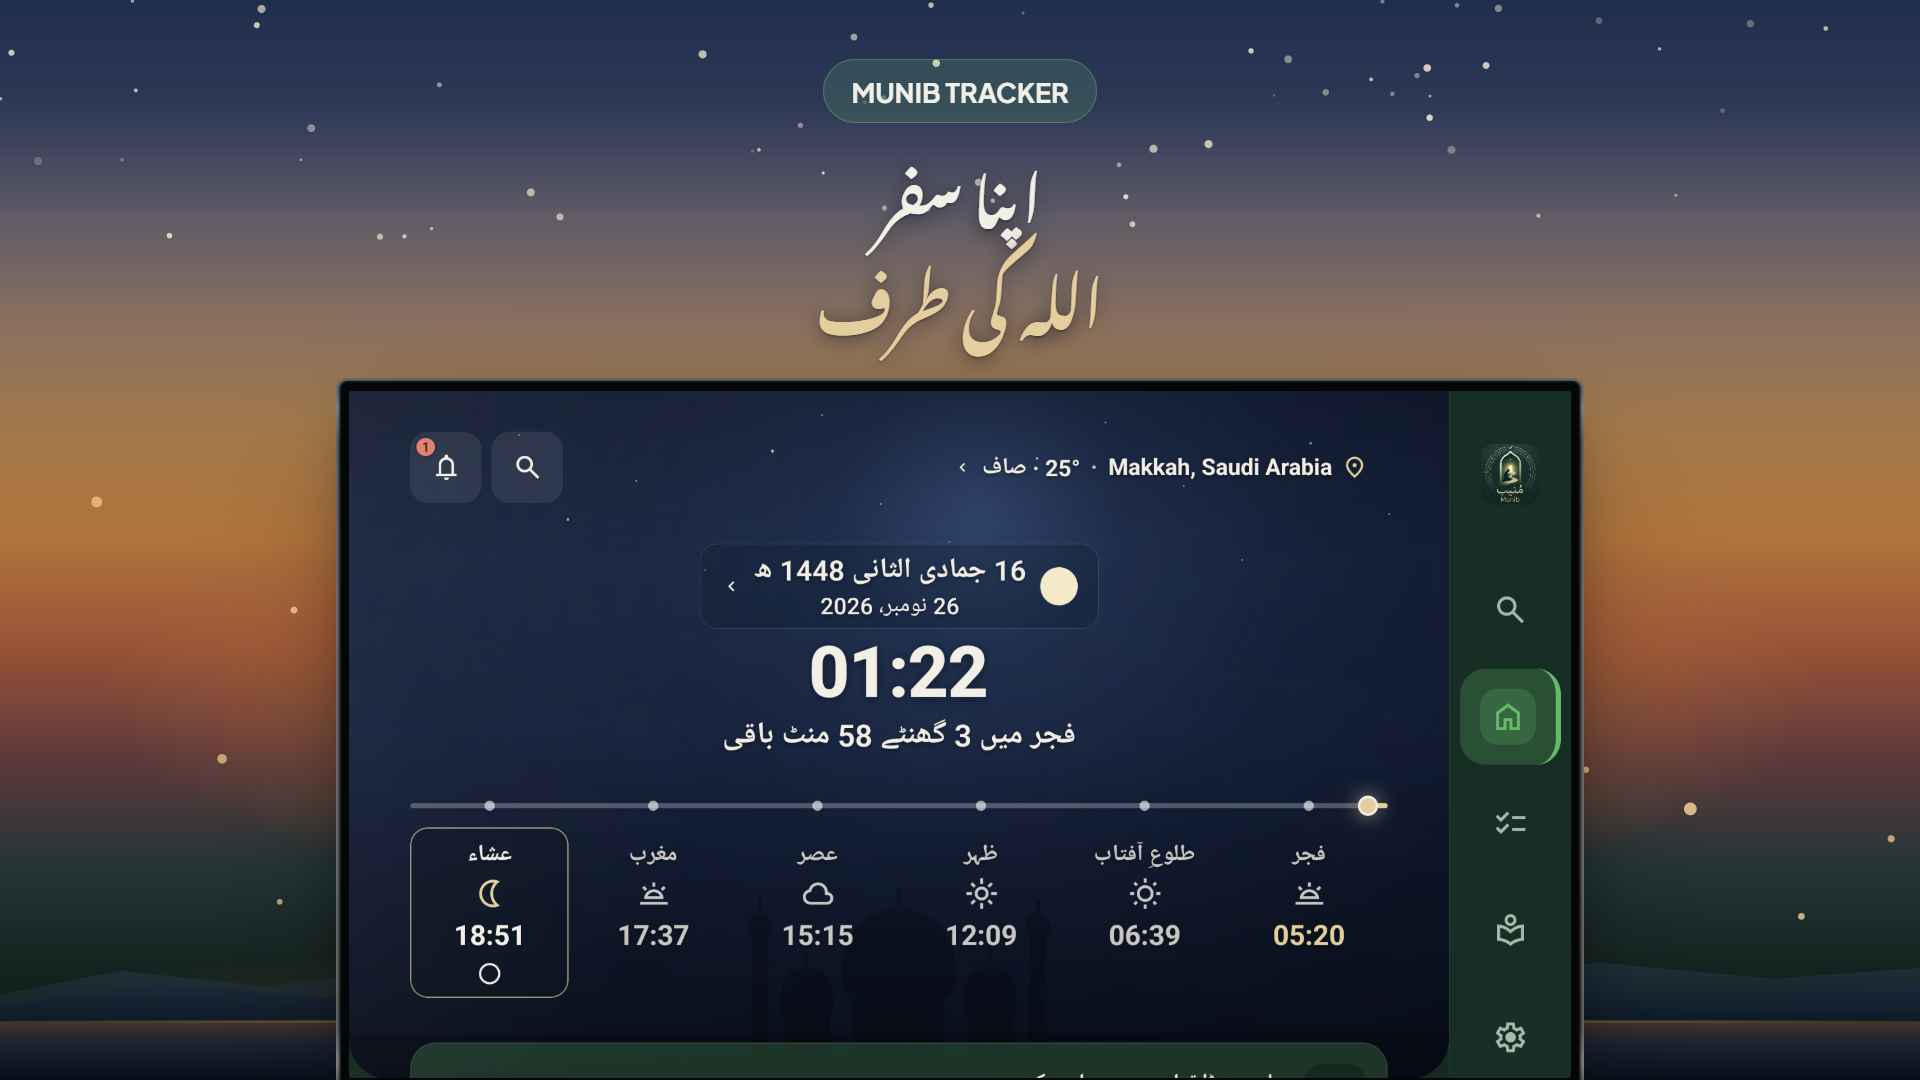 MUNIB TRACKER
اپنا سفر
اللہ کی طرف
Makkah, Saudi Arabia · 25° · صاف
1
مُنيب
Munib
16 جمادی الثانی 1448 ھ
26 نومبر، 2026
01:22
فجر میں 3 گھنٹے 58 منٹ باقی
فجر طلوعِ آفتاب ظہر عصر مغرب عشاء
05:20 06:39 12:09 15:15 17:37 18:51